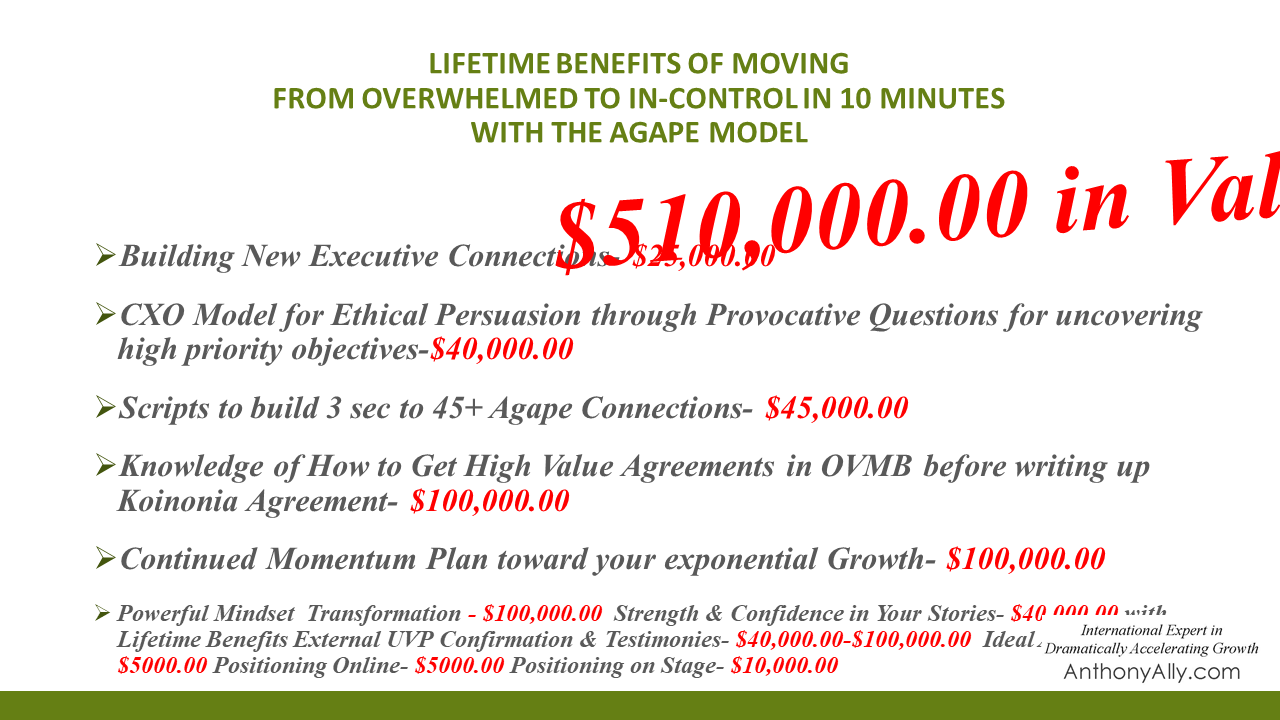 LIFETIME BENEFITS OF MOVING
FROM OVERWHELMED TO IN-CONTROL IN 10 MINUTES
WITH THE AGAPE MODEL
$510,000.00 in Val
➢Building New Executive Connections- $25,000.00
➢CXO Model for Ethical Persuasion through Provocative Questions for uncovering
high priority objectives-$40,000.00
➢Scripts to build 3 sec to 45+ Agape Connections- $45,000.00
➢Knowledge of How to Get High Value Agreements in OVMB before writing up
Koinonia Agreement- $100,000.00
➢Continued Momentum Plan toward your exponential Growth- $100,000.00
➢ Powerful Mindset Transformation - $100,000.00 Strength & Confidence in Your Stories- $40,000.00 with
Lifetime Benefits External UVP Confirmation & Testimonies- $40,000.00-$100,000.00 Ideal
$5000.00 Positioning Online- $5000.00 Positioning on Stage- $10,000.00
International Expert in
Dramatically Accelerating Growth
AnthonyAlly.com